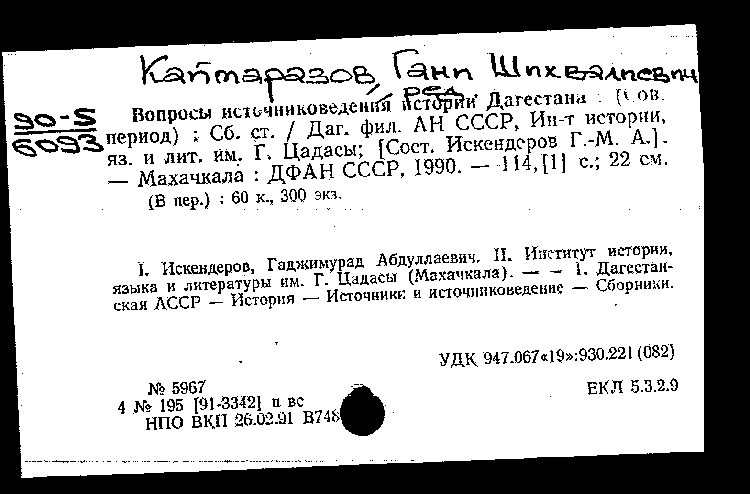 Каймаразов, Гани Шихвалиевич
ред.
90-5
6093
Вопросы источниковедения истории Дагестана : [Сов.
период) ; Сб. ст. / Даг. фил. АН СССР, Ин-т истории,
яз. и лит. им. Г. Цадасы; [Сост. Искендеров Г.-М. А.].
— Махачкала : ДФАН СССР, 1990. — 114,[1] с.; 22 см.
(В пер.) : 60 к., 300 экз.
I. Искендеров, Гаджимурад Абдуллаевич. II. Институт истории,
языка и литературы им. Г. Цадасы (Махачкала). — — 1. Дагестан-
ская АССР — История — Источники и источниковедение — Сборники.
УДК 947.067«19»:930.221 (082)
№ 5967
ЕКЛ 5.3.2.9
4 № 195 [91-3342] п вс
НПО ВКП 26.02.91 В748